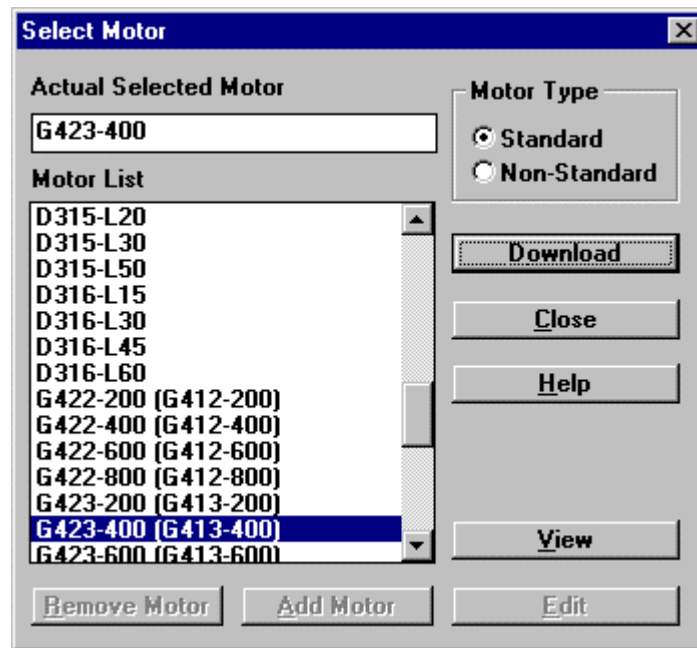 Select Motor
Actual Selected Motor
G423-400
Motor Type
Standard
Non-Standard
Motor List
D315-L20
D315-L30
D315-L50
D316-L15
D316-L30
D316-L45
D316-L60
G422-200 (G412-200)
G422-400 (G412-400)
G422-600 (G412-600)
G422-800 (G412-800)
G423-200 (G413-200)
G423-400 (G413-400)
G423-600 (G413-600)
Download
Close
Help
View
Remove Motor
Add Motor
Edit